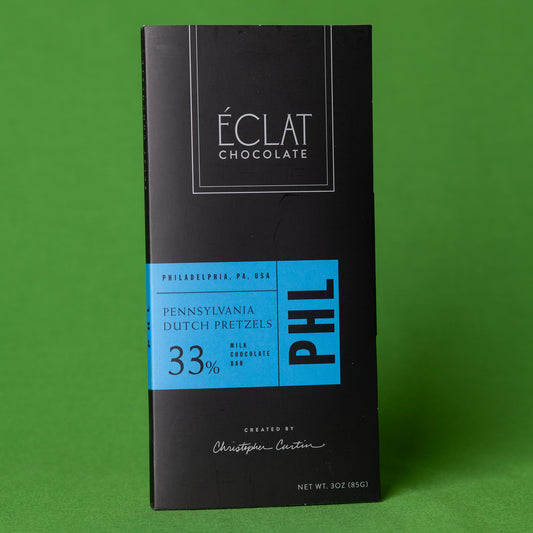 ÉCLAT
CHOCOLATE
PHILADELPHIA, PA, USA
PENNSYLVANIA
DUTCH PRETZELS
33%
MILK
CHOCOLATE
BAR
PHL
PHL
CREATED BY
Christopher Curtin
NET WT. 3OZ (85G)